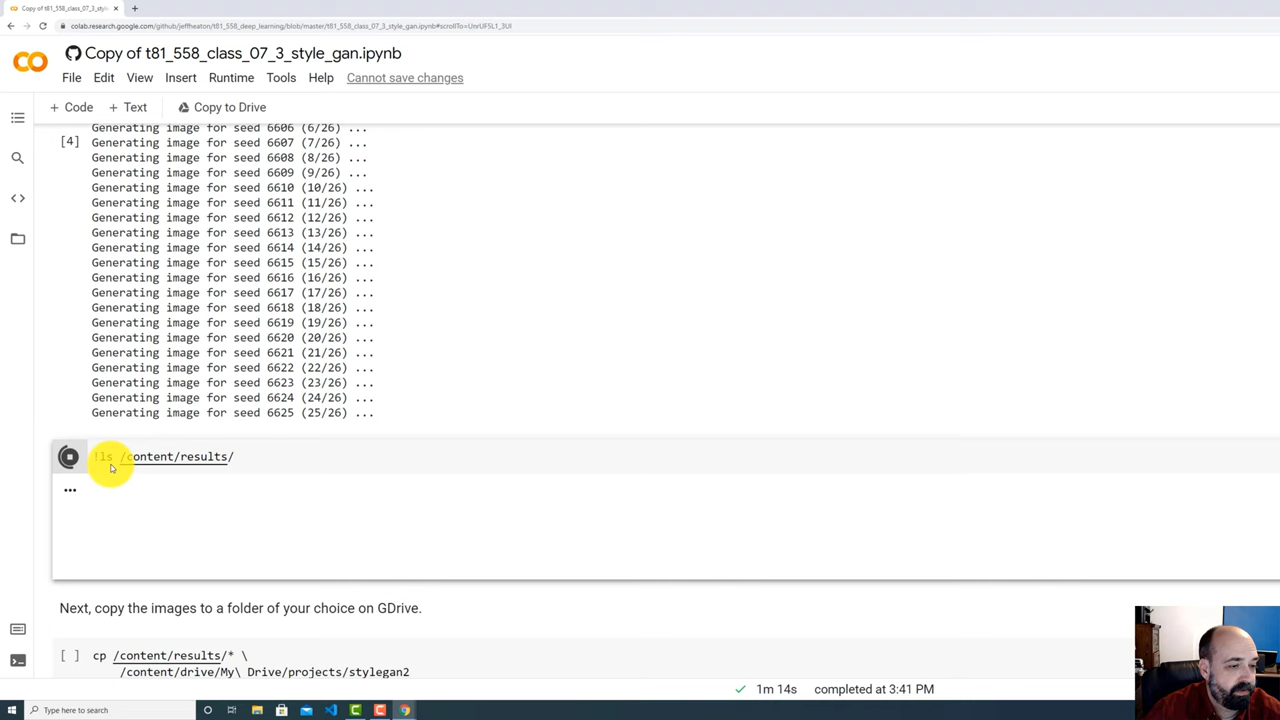 Copy of t81_558_class_07_3_style
colab.research.google.com/github/jeffheaton/t81_558_deep_learning/blob/master/t81_558_class_07_3_style_gan.ipynb#scrollTo=UnrUF5L1_3UI
Copy of t81_558_class_07_3_style_gan.ipynb
File Edit View Insert Runtime Tools Help Cannot save changes
+ Code + Text Copy to Drive
Generating image for seed 6606 (6/26) ...
[4] Generating image for seed 6607 (7/26) ...
Generating image for seed 6608 (8/26) ...
Generating image for seed 6609 (9/26) ...
Generating image for seed 6610 (10/26) ...
Generating image for seed 6611 (11/26) ...
Generating image for seed 6612 (12/26) ...
Generating image for seed 6613 (13/26) ...
Generating image for seed 6614 (14/26) ...
Generating image for seed 6615 (15/26) ...
Generating image for seed 6616 (16/26) ...
Generating image for seed 6617 (17/26) ...
Generating image for seed 6618 (18/26) ...
Generating image for seed 6619 (19/26) ...
Generating image for seed 6620 (20/26) ...
Generating image for seed 6621 (21/26) ...
Generating image for seed 6622 (22/26) ...
Generating image for seed 6623 (23/26) ...
Generating image for seed 6624 (24/26) ...
Generating image for seed 6625 (25/26) ...
!ls /content/results/
...
Next, copy the images to a folder of your choice on GDrive.
[ ] cp /content/results/* \
/content/drive/My\ Drive/projects/stylegan2
1m 14s completed at 3:41 PM
Type here to search